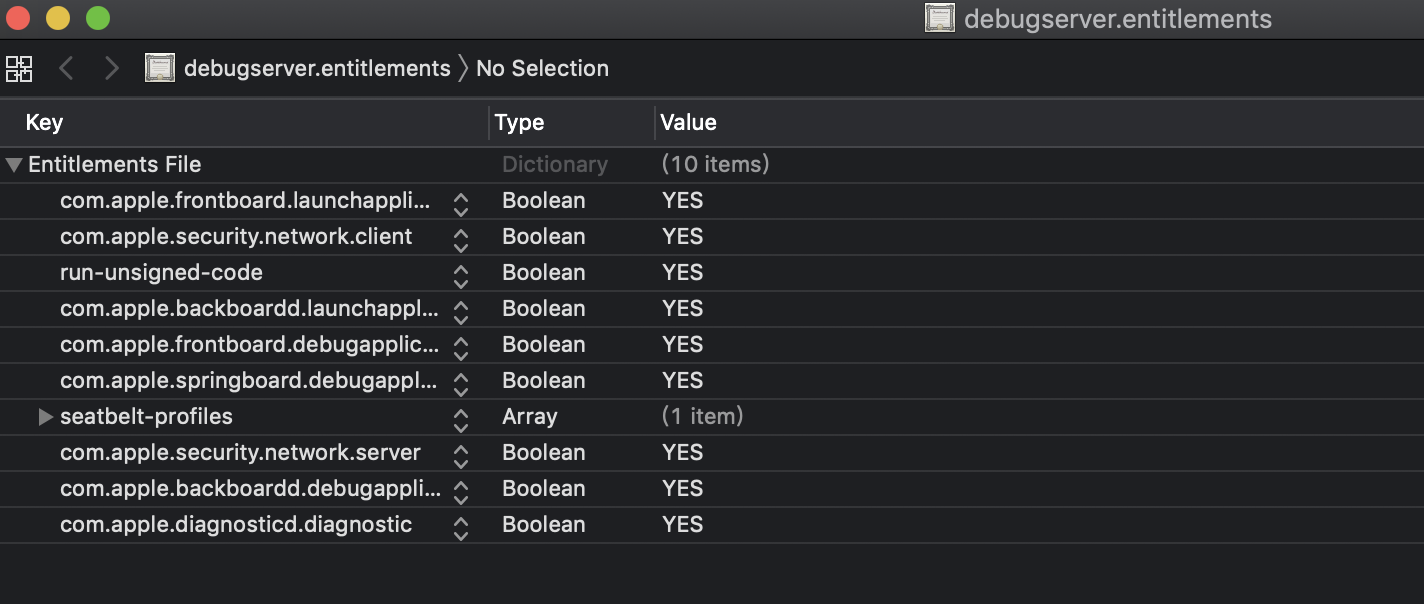 debugserver.entitlements
debugserver.entitlements No Selection
Key Type Value
Entitlements File Dictionary (10 items)
com.apple.frontboard.launchappli... Boolean YES
com.apple.security.network.client Boolean YES
run-unsigned-code Boolean YES
com.apple.backboardd.launchappl... Boolean YES
com.apple.frontboard.debugapplic... Boolean YES
com.apple.springboard.debugappl... Boolean YES
seatbelt-profiles Array (1 item)
com.apple.security.network.server Boolean YES
com.apple.backboardd.debugappli... Boolean YES
com.apple.diagnosticd.diagnostic Boolean YES